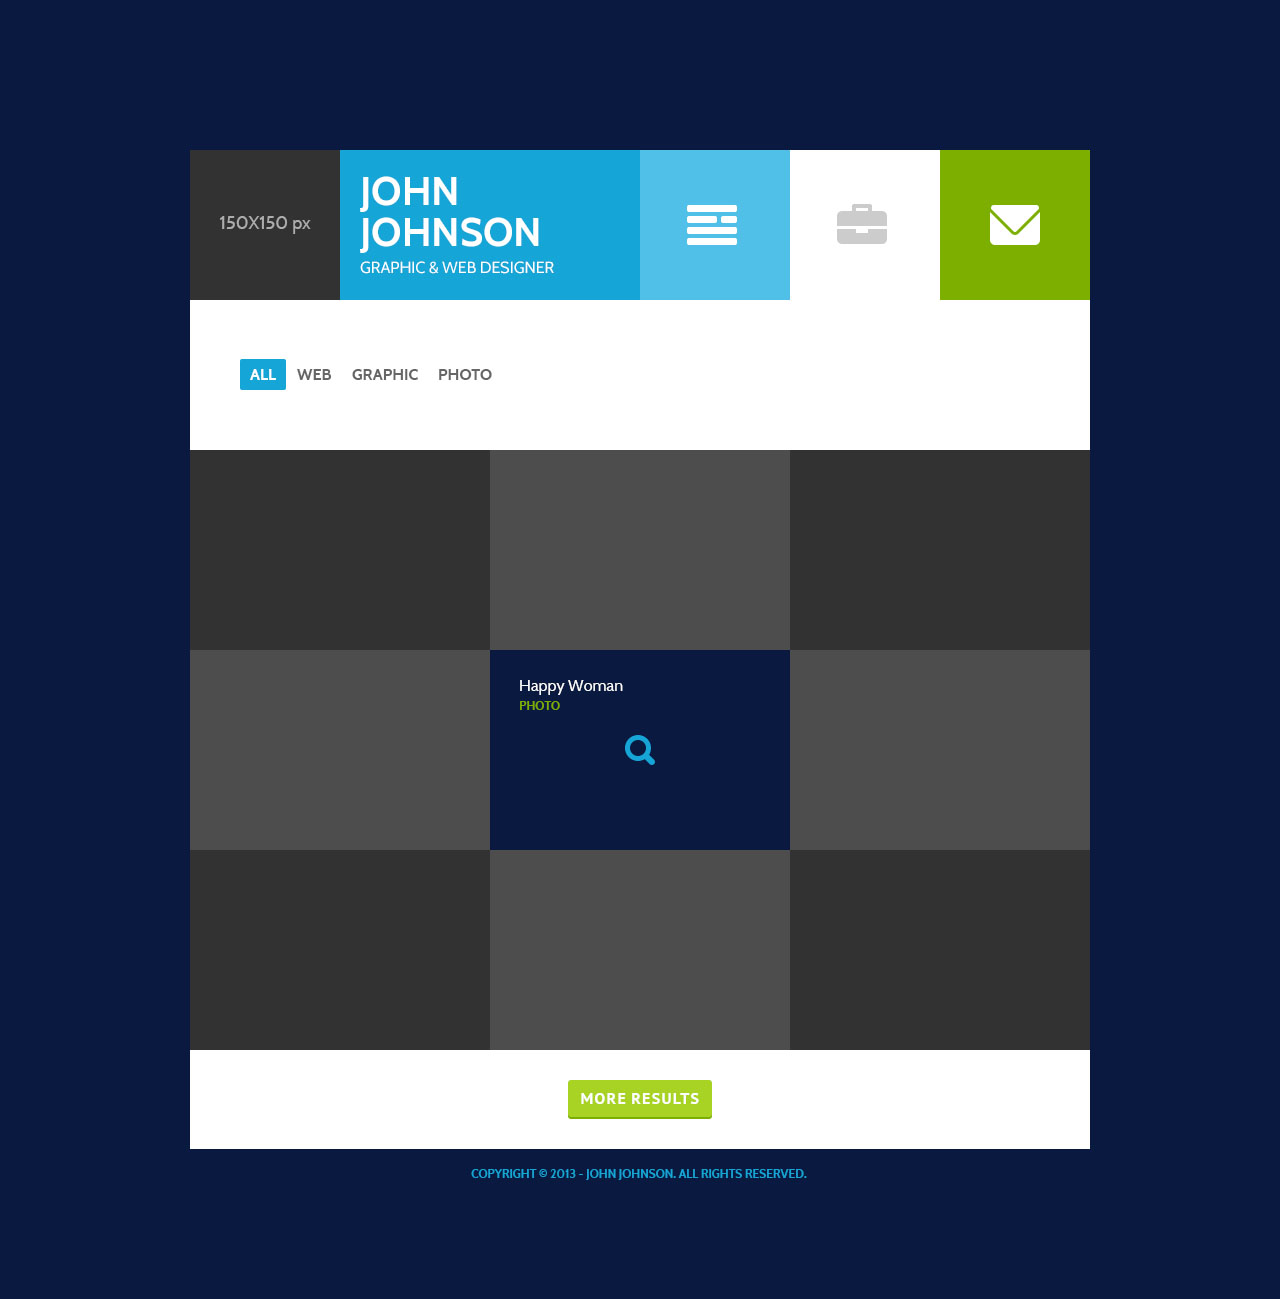 150X150 px
JOHN
JOHNSON
GRAPHIC & WEB DESIGNER
ALL WEB GRAPHIC PHOTO
Happy Woman
PHOTO
MORE RESULTS
COPYRIGHT © 2013 - JOHN JOHNSON. ALL RIGHTS RESERVED.